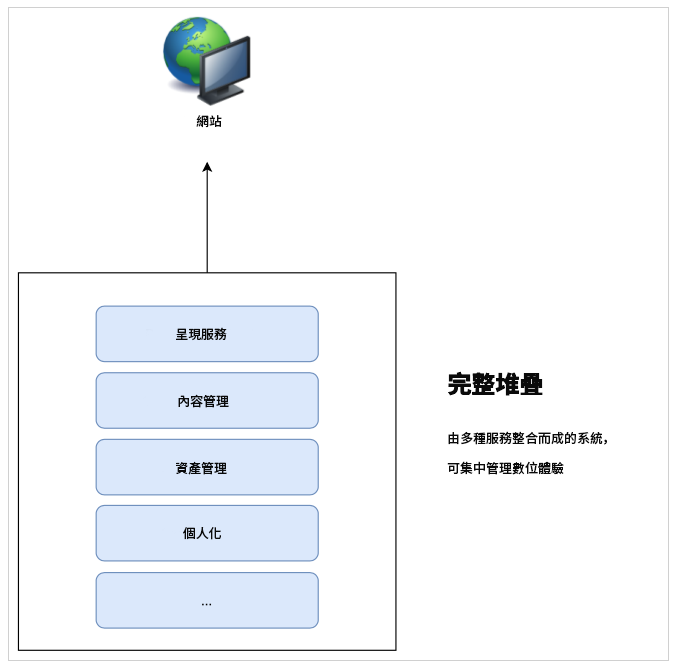 網站
呈現服務
內容管理
資產管理
個人化
...
完整堆疊
由多種服務整合而成的系統，
可集中管理數位體驗